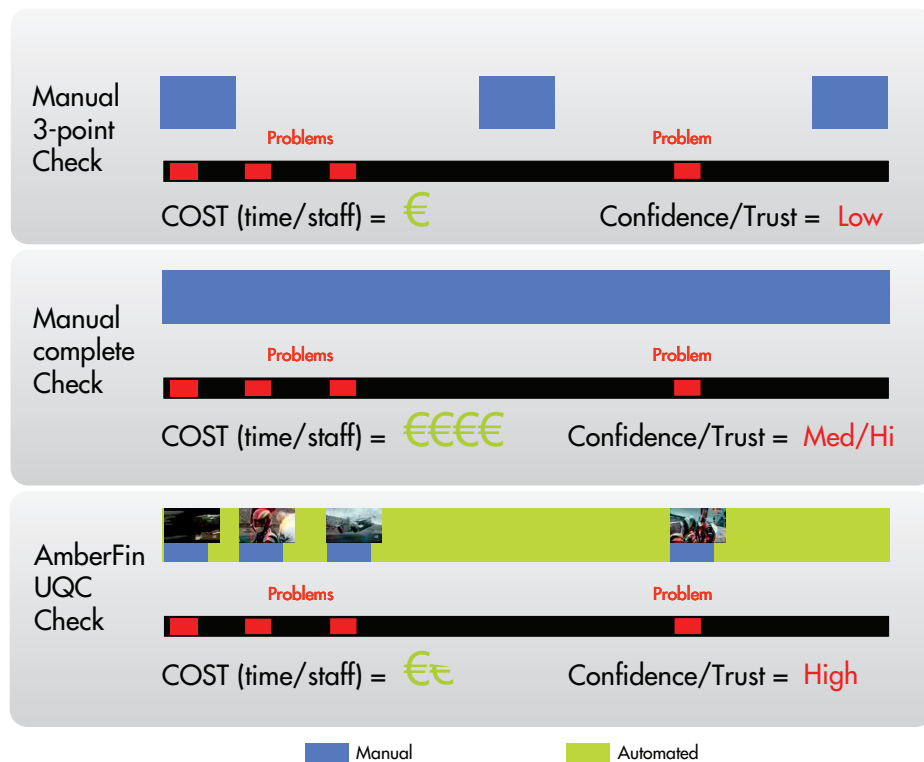 Manual
3-point
Check
Problems
Problem
COST (time/staff) = €
Confidence/Trust = Low
Manual
complete
Check
Problems
Problem
COST (time/staff) = €€€€
Confidence/Trust = Med/Hi
AmberFin
UQC
Check
Problems
Problem
COST (time/staff) = €€
Confidence/Trust = High
Manual
Automated